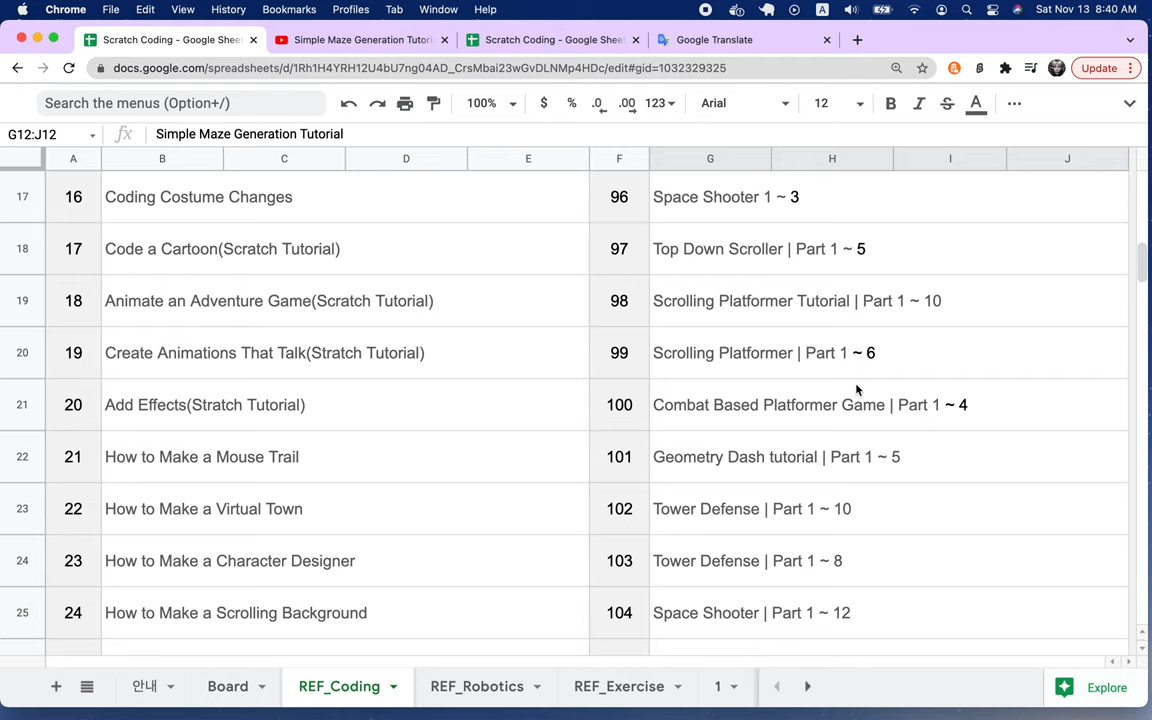 Chrome File Edit View History Bookmarks Profiles Tab Window Help A Sat Nov 13 8:40 AM
Scratch Coding - Google Shee Simple Maze Generation Tutori Scratch Coding - Google Shee Google Translate
docs.google.com/spreadsheets/d/1Rh1H4YRH12U4bU7ng04AD_CrsMbai23wGvDLNMp4HDc/edit#gid=1032329325 Update
Search the menus (Option+/) 100% $ % .0 .00 123 Arial 12 B I S A
G12:J12 fx Simple Maze Generation Tutorial
A B C D E F G H I J
17 16 Coding Costume Changes 96 Space Shooter 1 ~ 3
18 17 Code a Cartoon(Scratch Tutorial) 97 Top Down Scroller | Part 1 ~ 5
19 18 Animate an Adventure Game(Scratch Tutorial) 98 Scrolling Platformer Tutorial | Part 1 ~ 10
20 19 Create Animations That Talk(Stratch Tutorial) 99 Scrolling Platformer | Part 1 ~ 6
21 20 Add Effects(Stratch Tutorial) 100 Combat Based Platformer Game | Part 1 ~ 4
22 21 How to Make a Mouse Trail 101 Geometry Dash tutorial | Part 1 ~ 5
23 22 How to Make a Virtual Town 102 Tower Defense | Part 1 ~ 10
24 23 How to Make a Character Designer 103 Tower Defense | Part 1 ~ 8
25 24 How to Make a Scrolling Background 104 Space Shooter | Part 1 ~ 12
안내 Board REF_Coding REF_Robotics REF_Exercise 1 Explore